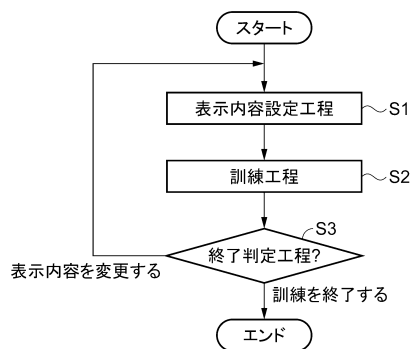 スタート
表示内容設定工程
S1
訓練工程
S2
S3
終了判定工程?
表示内容を変更する
訓練を終了する
エンド